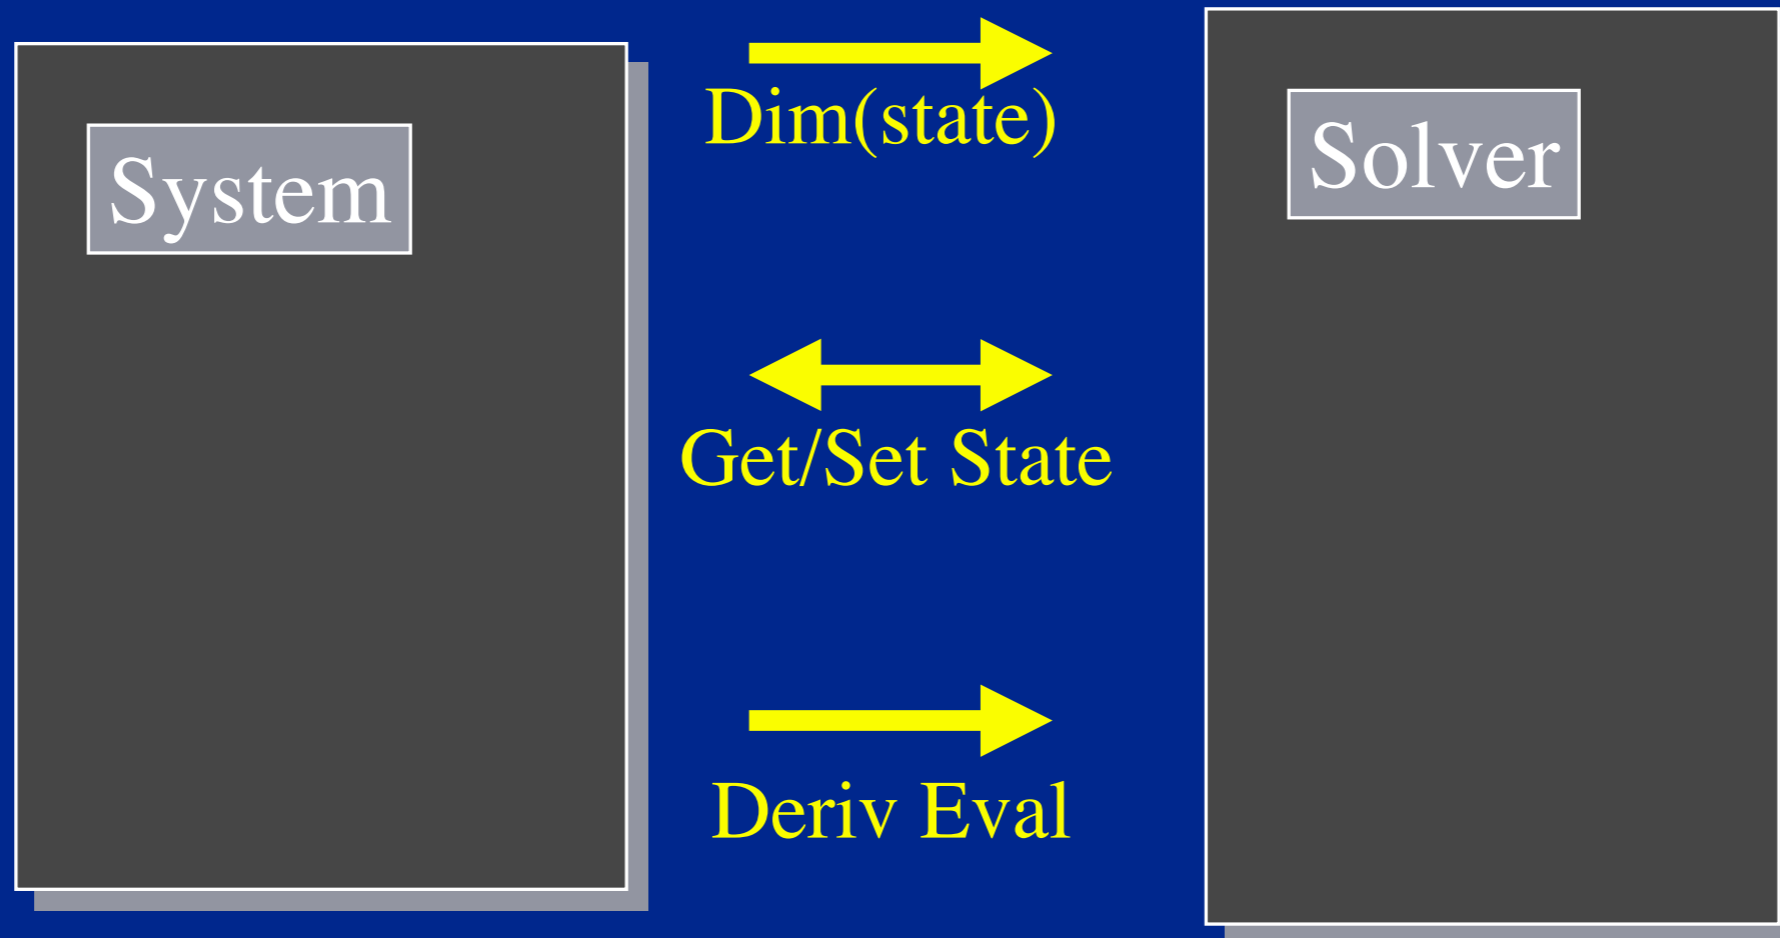 System
Dim(state)
Get/Set State
Deriv Eval
Solver